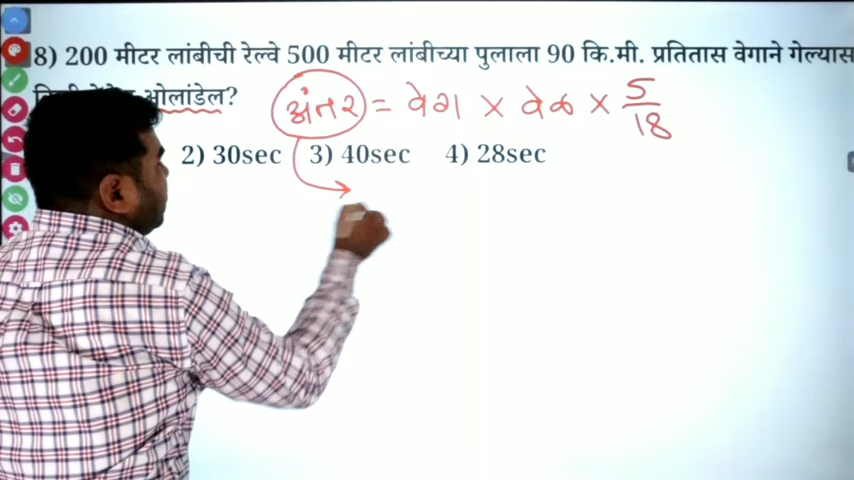 8) 200 मीटर लांबीची रेल्वे 500 मीटर लांबीच्या पुलाला 90 कि.मी. प्रतितास वेगाने गेल्यास
ओलांडेल?
अंतर = वेग × वेळ × 5/18
2) 30sec 3) 40sec 4) 28sec